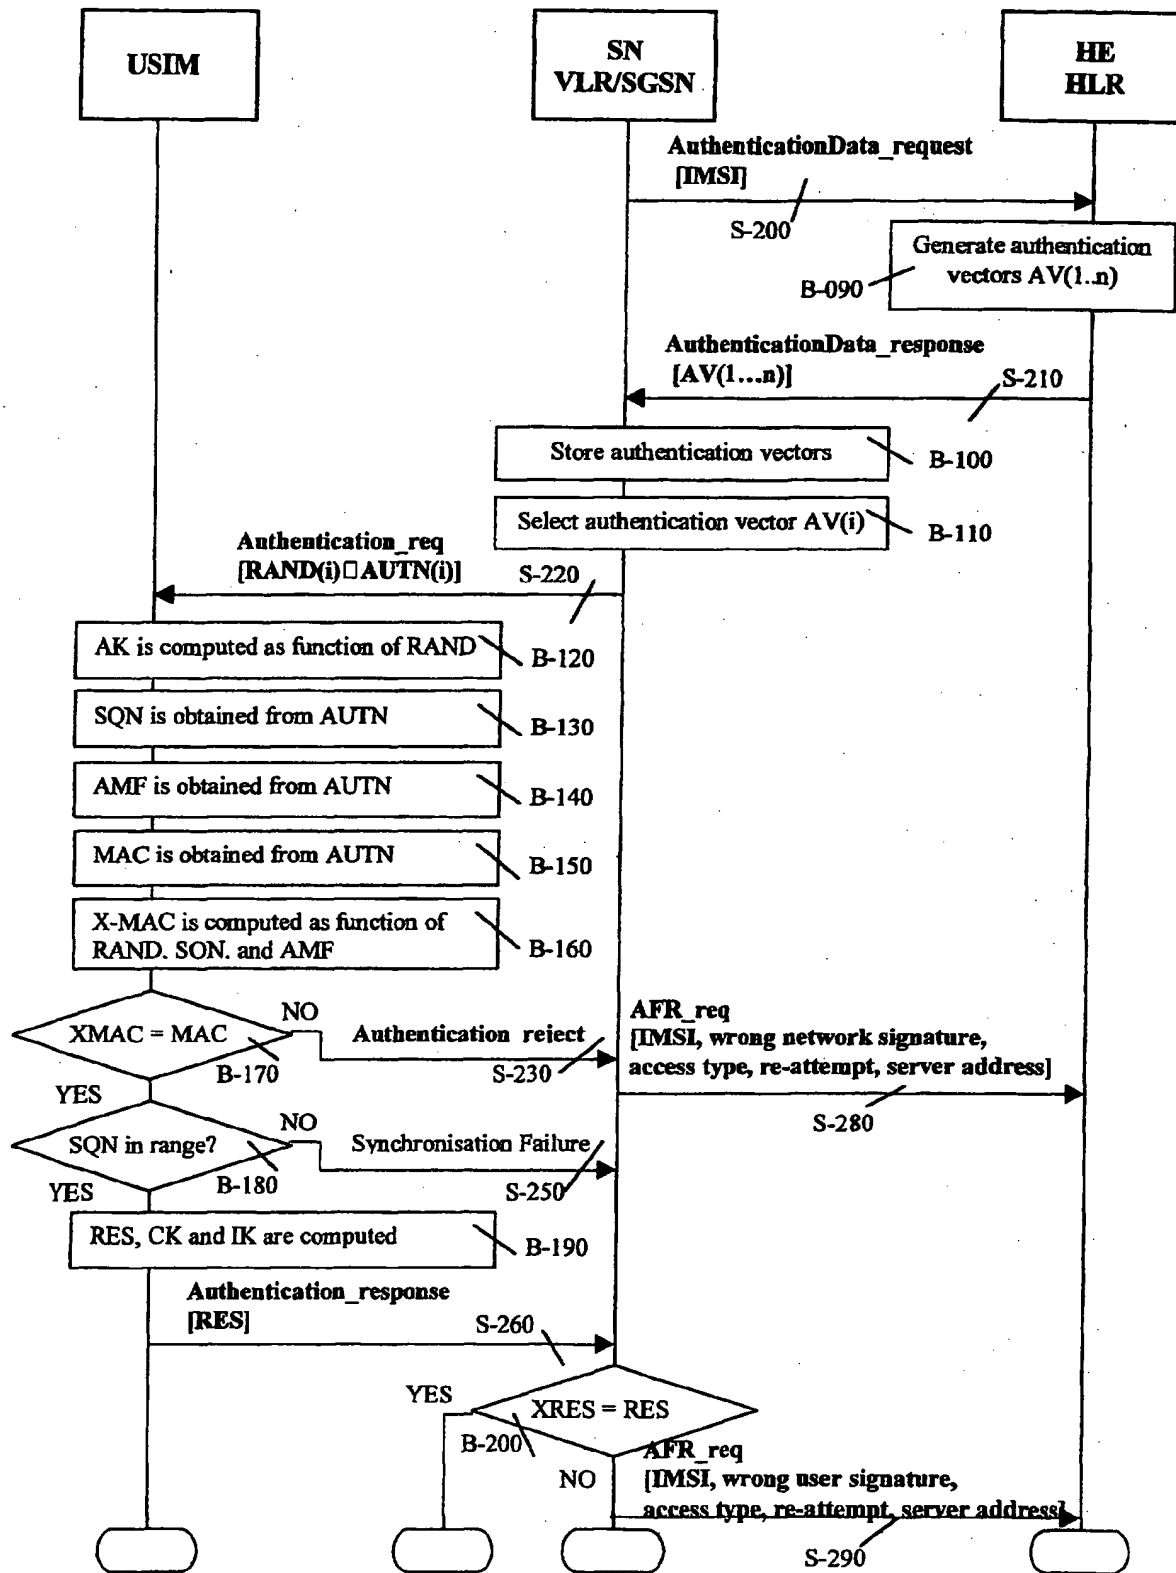 USIM
SN
VLR/SGSN
HE
HLR
AuthenticationData_request
[IMSI]
S-200
Generate authentication
vectors AV(1..n)
B-090
AuthenticationData_response
[AV(1...n)]
S-210
Store authentication vectors
B-100
Select authentication vector AV(i)
B-110
Authentication_req
[RAND(i)□AUTN(i)]
S-220
AK is computed as function of RAND
B-120
SQN is obtained from AUTN
B-130
AMF is obtained from AUTN
B-140
MAC is obtained from AUTN
B-150
X-MAC is computed as function of
RAND. SON. and AMF
B-160
XMAC = MAC
NO
B-170
YES
Authentication reject
S-230
AFR_req
[IMSI, wrong network signature,
access type, re-attempt, server address]
S-280
SQN in range?
NO
B-180
YES
Synchronisation Failure
S-250
RES, CK and IK are computed
B-190
Authentication_response
[RES]
S-260
YES
XRES = RES
B-200
NO
AFR_req
[IMSI, wrong user signature,
access type, re-attempt, server address]
S-290